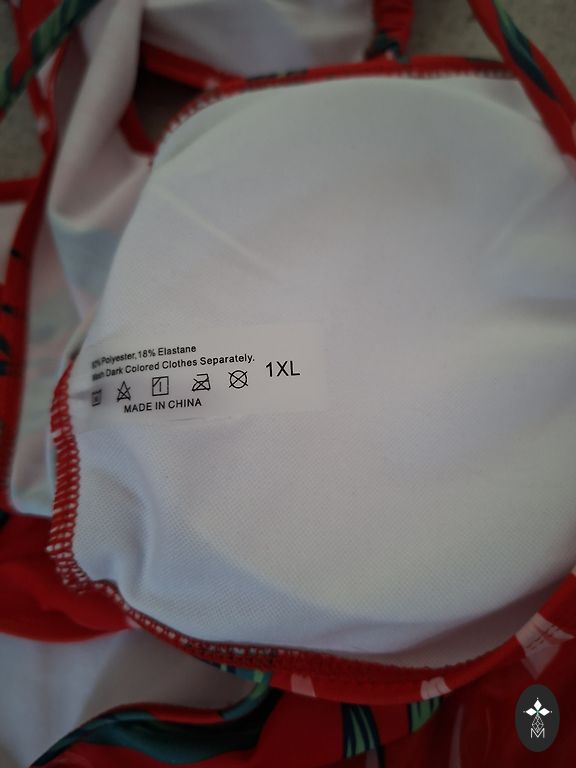 Polyester, 18% Elastane
Dark Colored Clothes Separately.
1XL
MADE IN CHINA
M